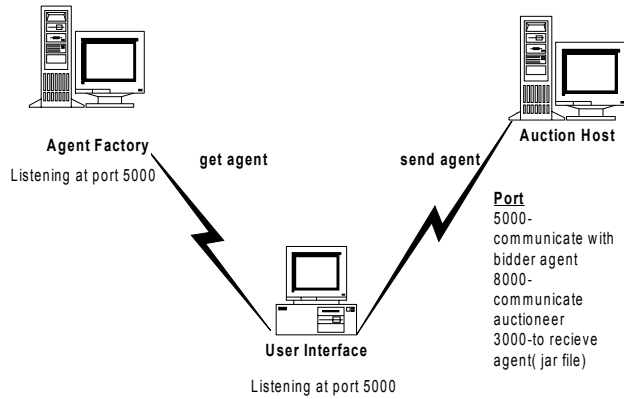 Agent Factory
Listening at port 5000
get agent
send agent
Auction Host
Port
5000-
communicate with
bidder agent
8000-
communicate
auctioneer
3000-to recieve
agent( jar file)
User Interface
Listening at port 5000